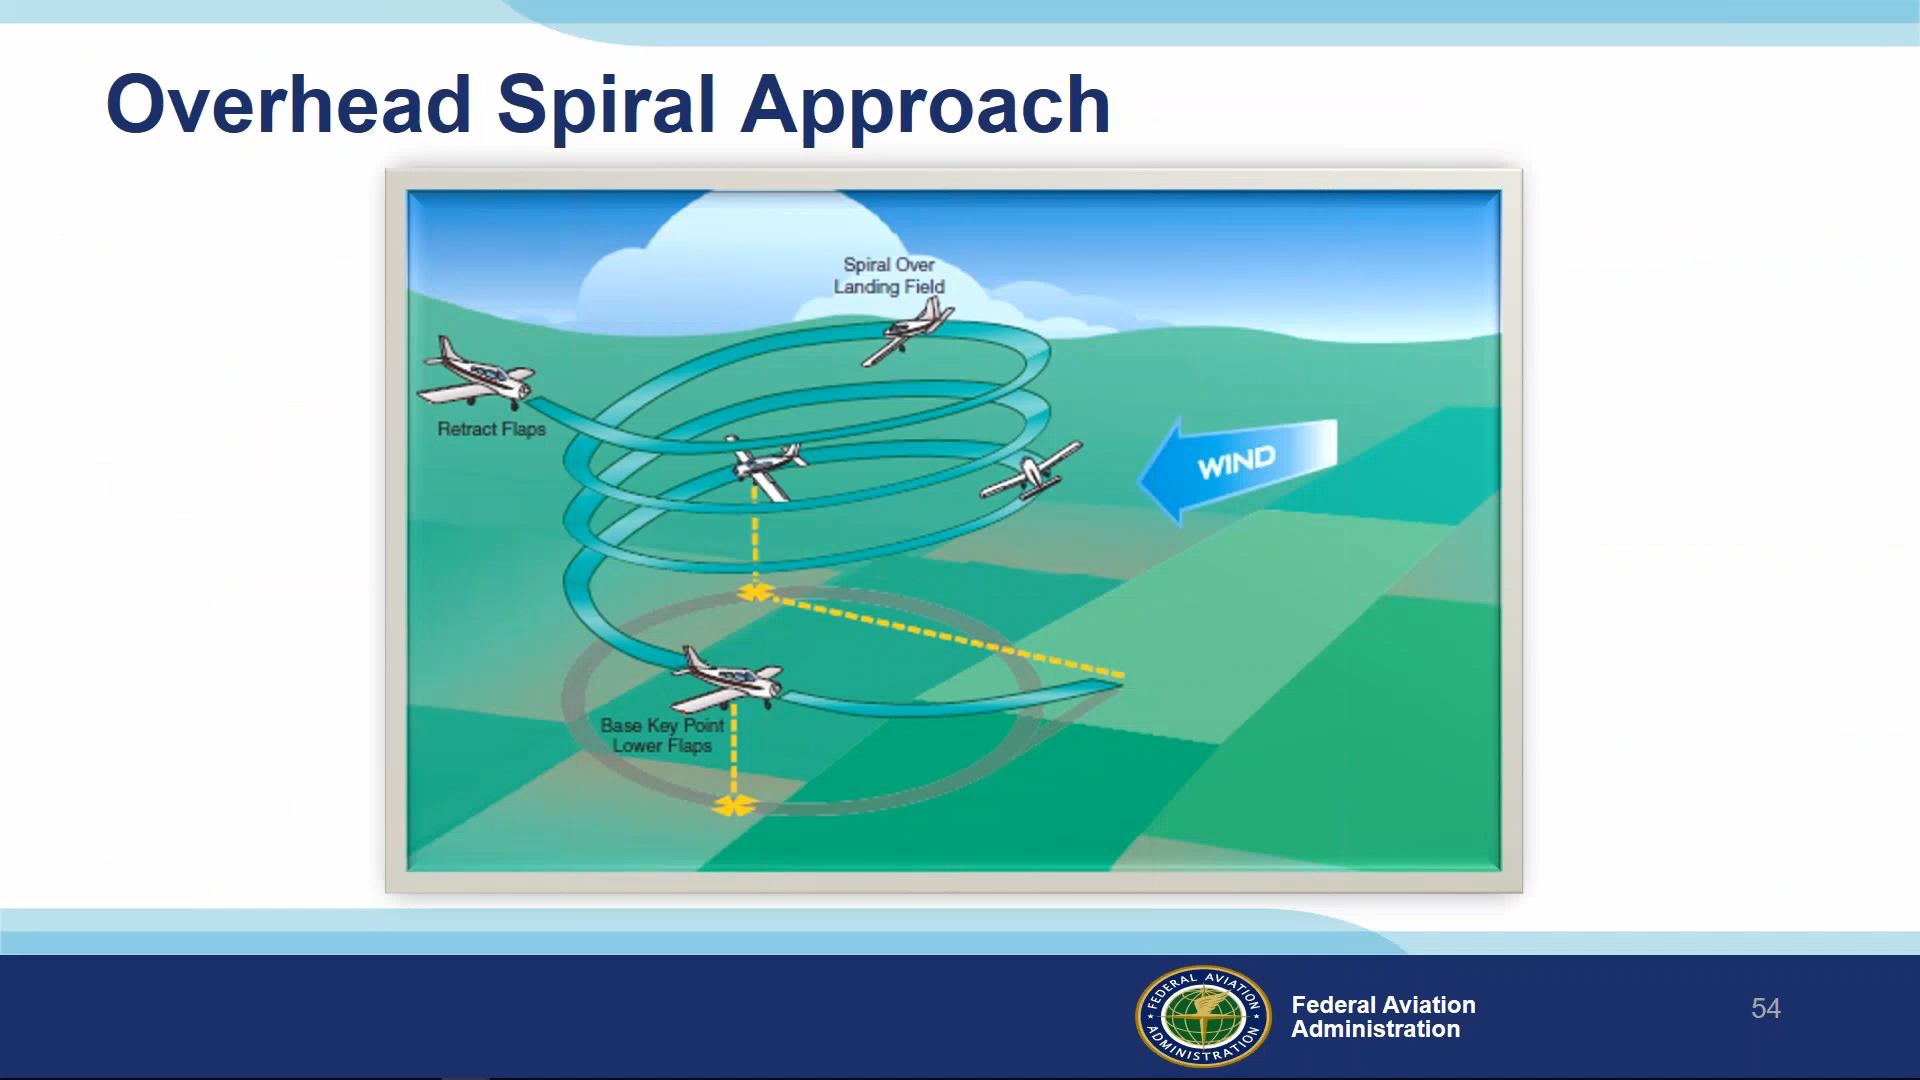 Overhead Spiral Approach
Spiral Over
Landing Field
Retract Flaps
WIND
Base Key Point
Lower Flaps
FEDERAL AVIATION
ADMINISTRATION
Federal Aviation
Administration
54